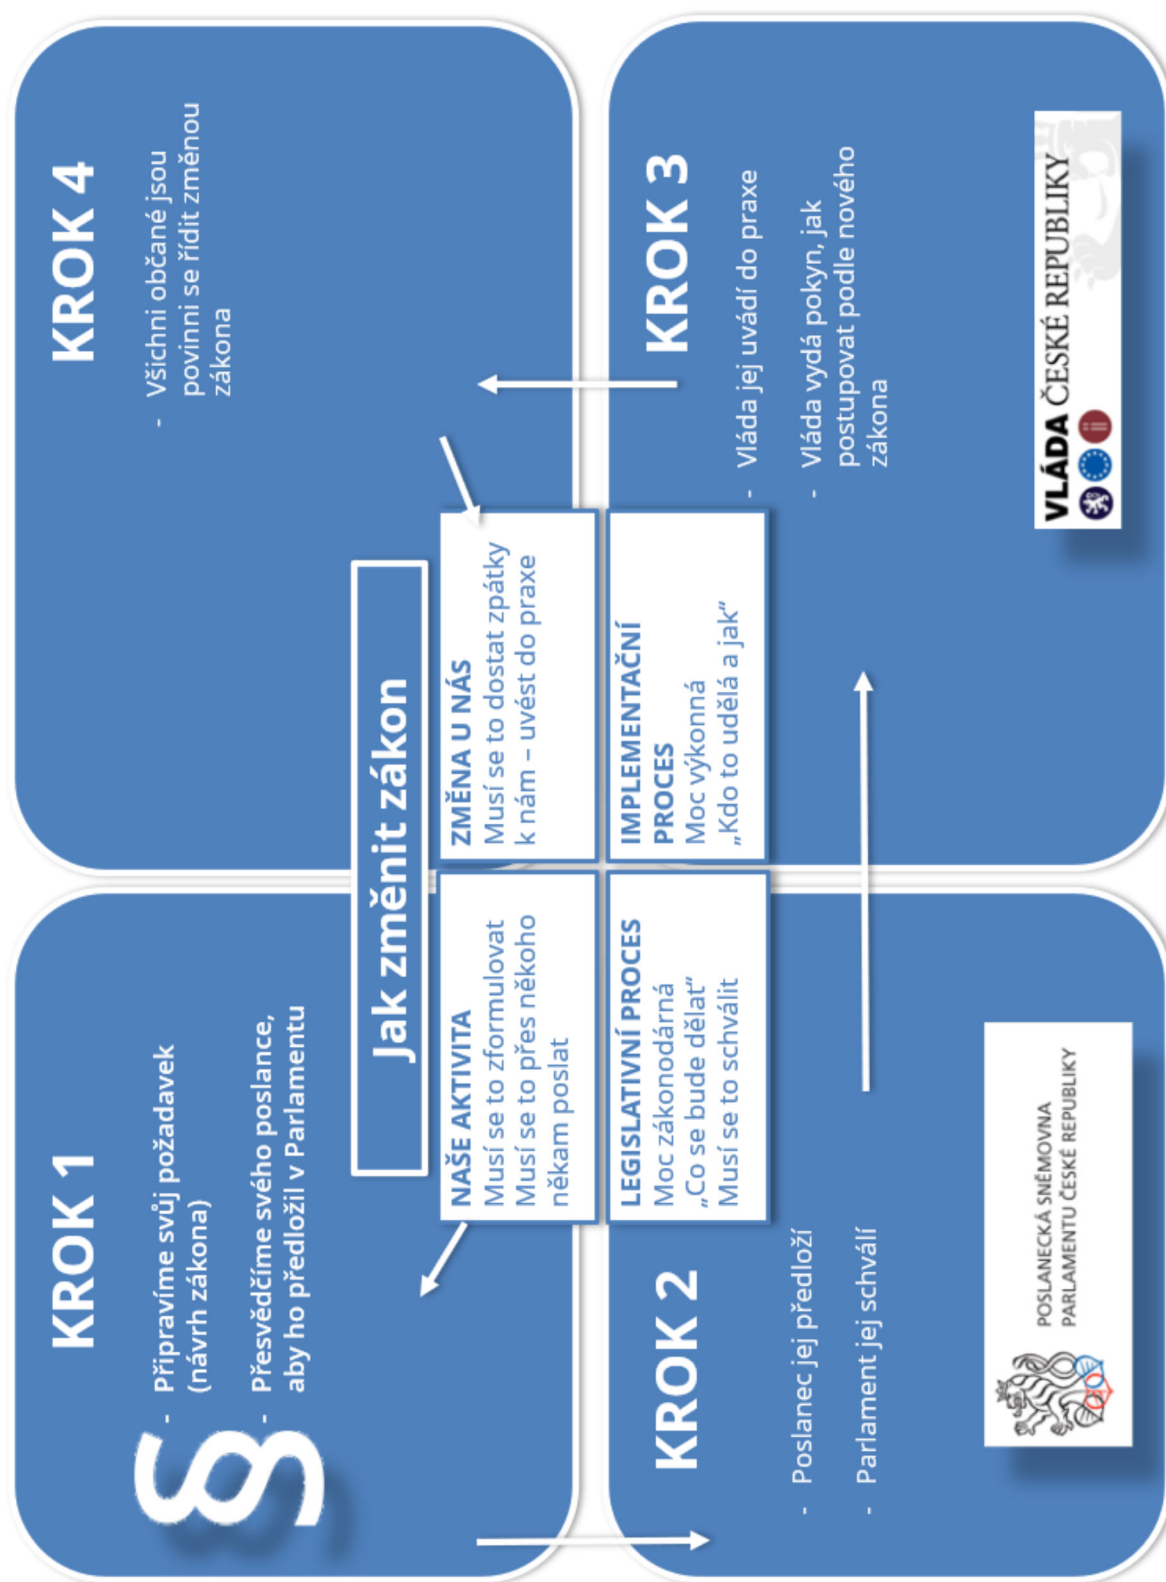 KROK 1
- Připravíme svůj požadavek
(návrh zákona)
- Přesvědčíme svého poslance,
aby ho předložil v Parlamentu
§
KROK 4
- Všichni občané jsou
povinni se řídit změnou
zákona
Jak změnit zákon
NAŠE AKTIVITA
Musí se to zformulovat
Musí se to přes někoho
někam poslat
ZMĚNA U NÁS
Musí se to dostat zpátky
k nám – uvést do praxe
LEGISLATIVNÍ PROCES
Moc zákonodárná
„Co se bude dělat“
Musí se to schválit
IMPLEMENTAČNÍ
PROCES
Moc výkonná
„Kdo to udělá a jak“
KROK 2
- Poslanec jej předloží
- Parlament jej schválí
POSLANECKÁ SNĚMOVNA
PARLAMENTU ČESKÉ REPUBLIKY
KROK 3
- Vláda jej uvádí do praxe
- Vláda vydá pokyn, jak
postupovat podle nového
zákona
VLÁDA ČESKÉ REPUBLIKY